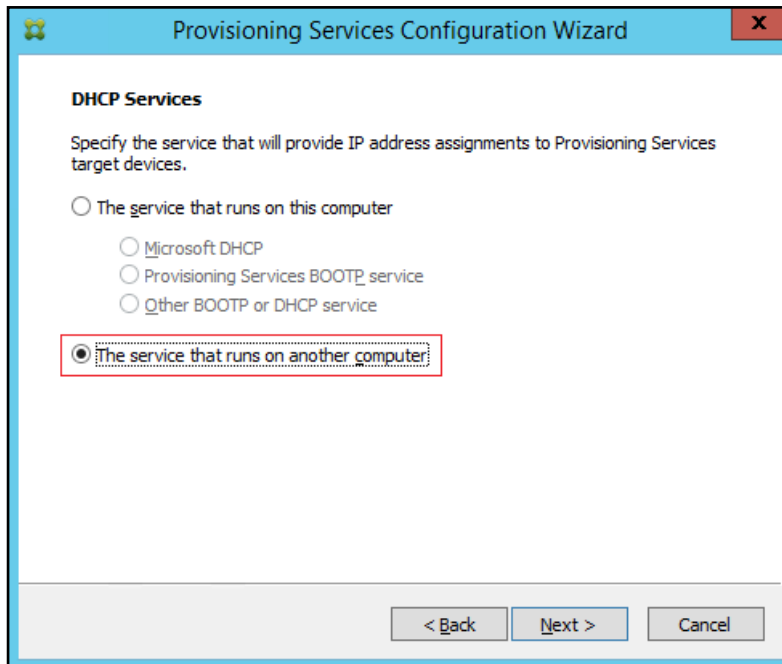 Provisioning Services Configuration Wizard
x
DHCP Services
Specify the service that will provide IP address assignments to Provisioning Services
target devices.
The service that runs on this computer
Microsoft DHCP
Provisioning Services BOOTP service
Other BOOTP or DHCP service
The service that runs on another computer
< Back
Next >
Cancel